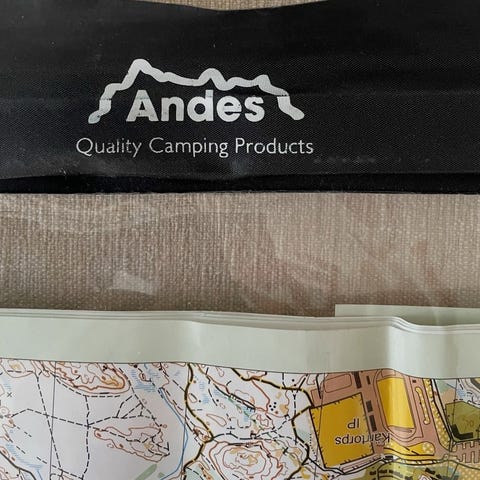 Andes
Quality Camping Products
Karlorps
IP